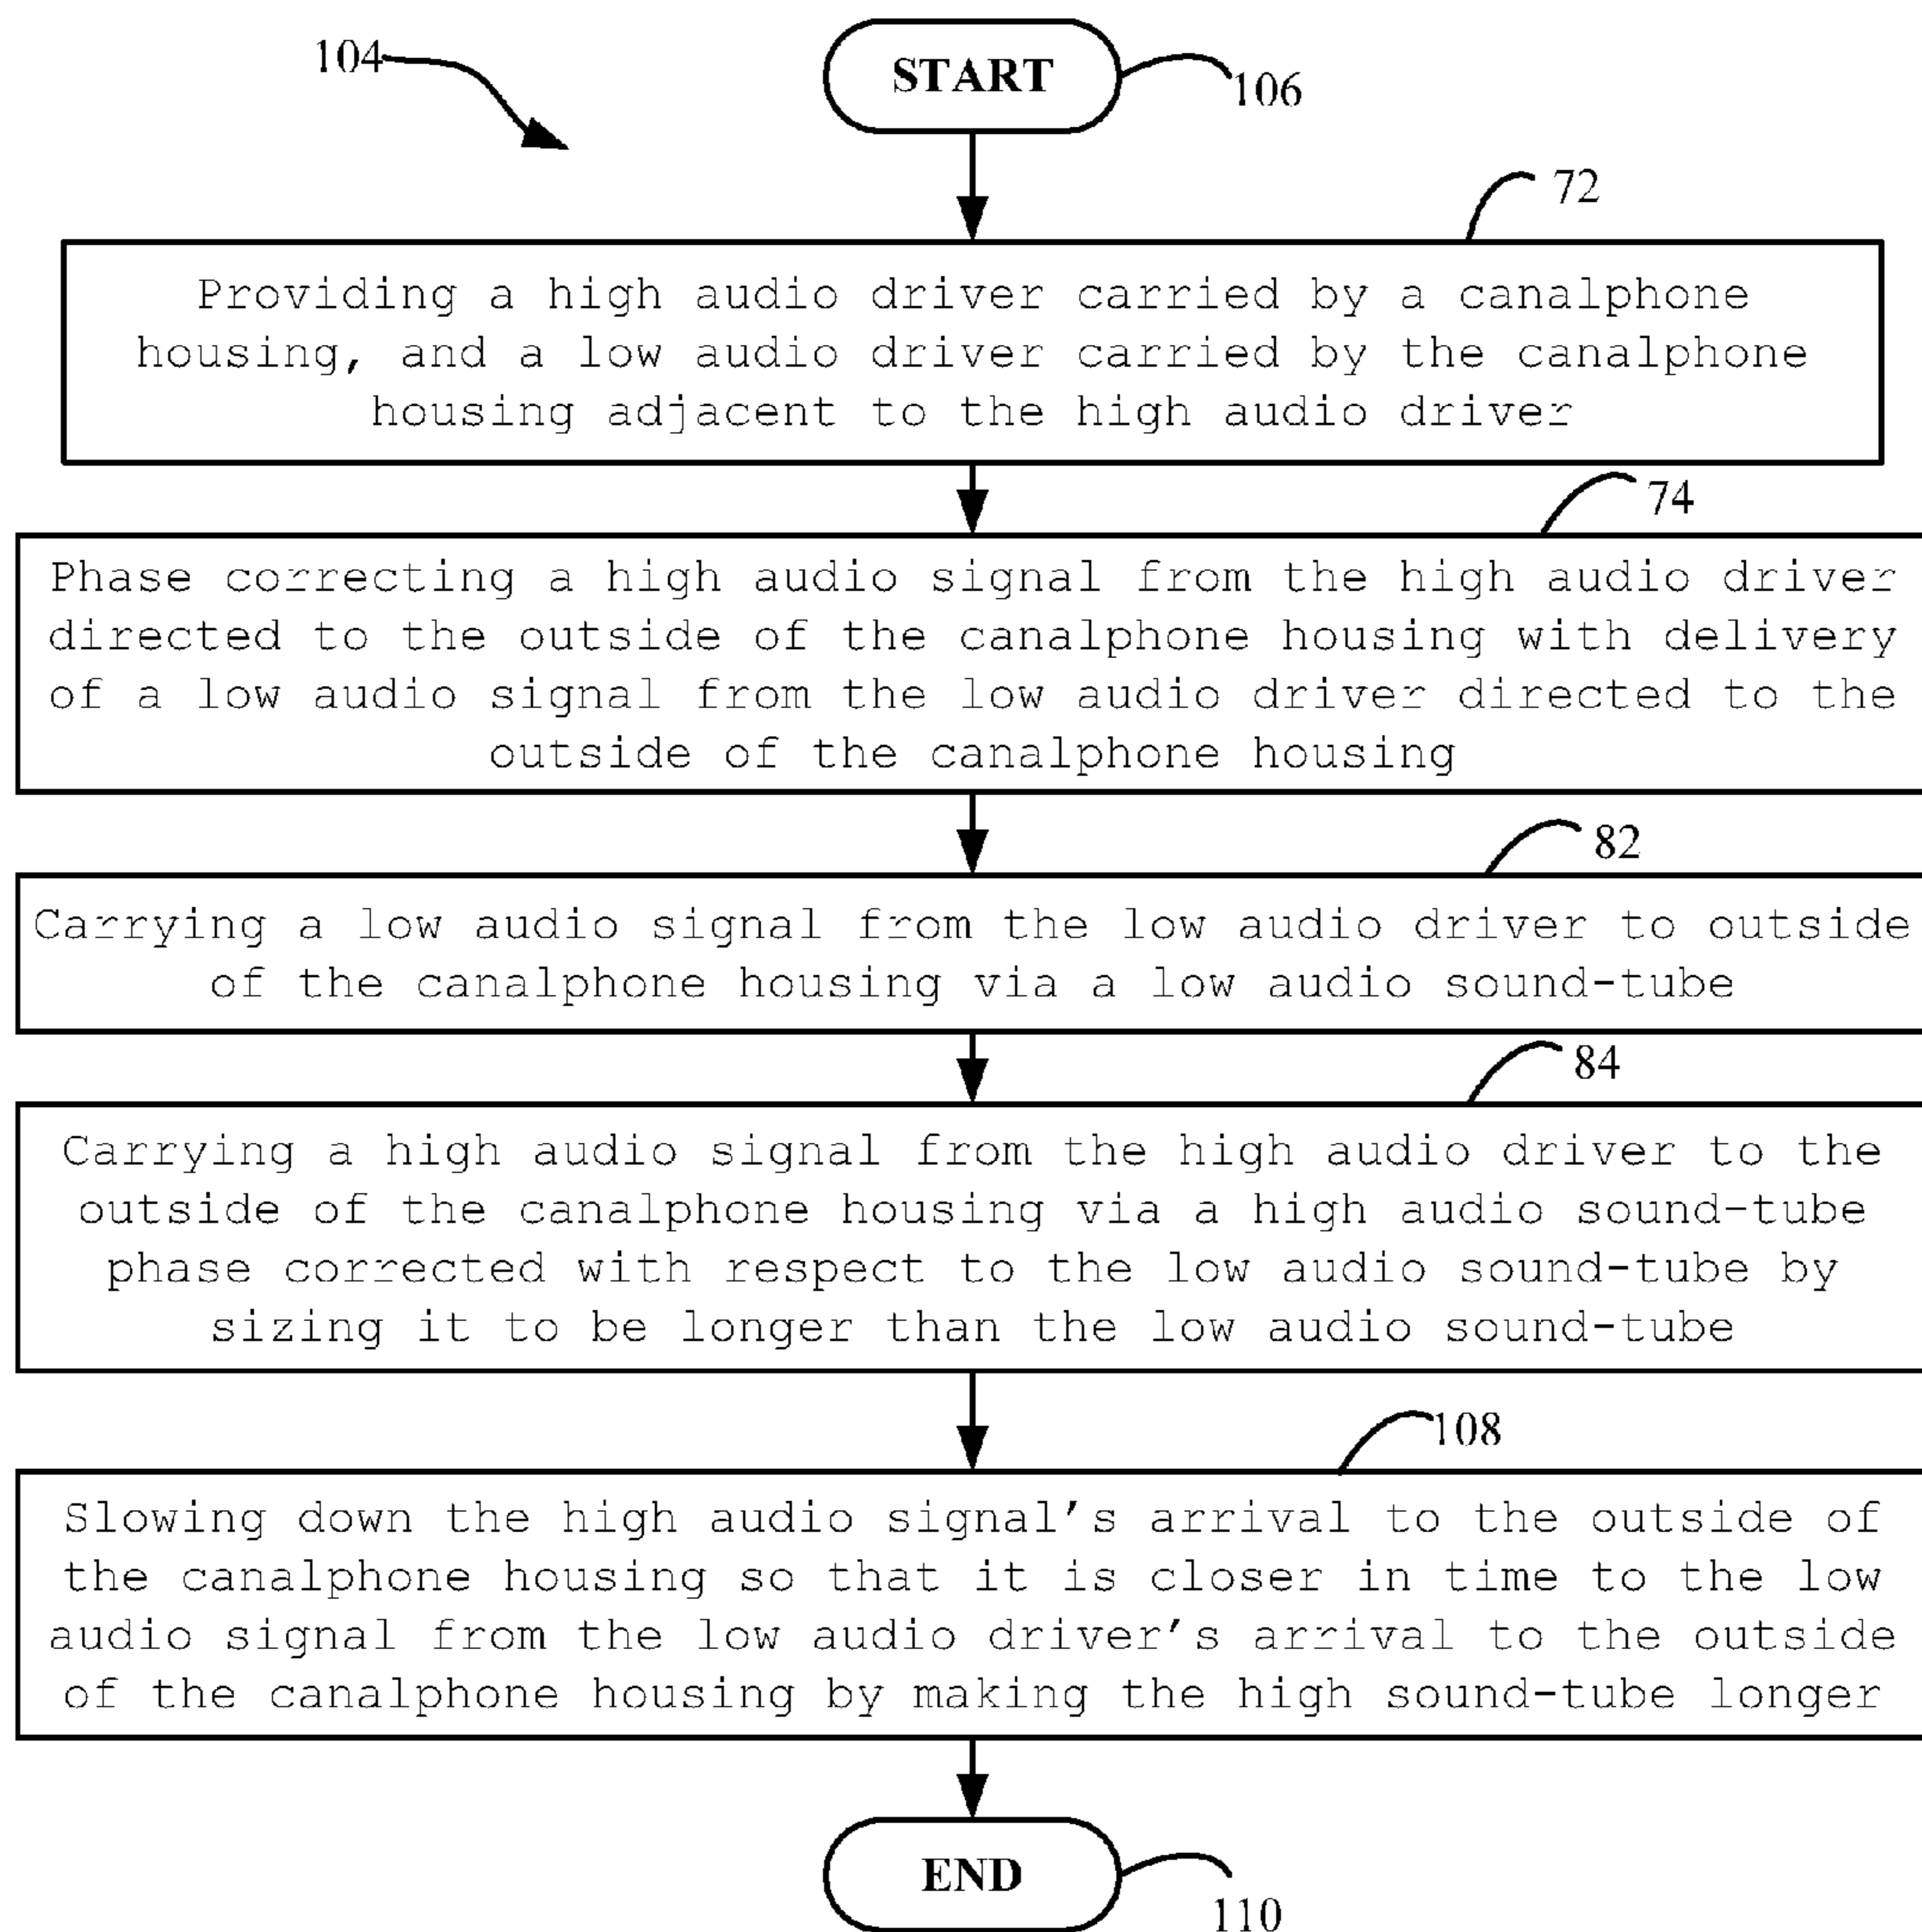 104
START
106
72
Providing a high audio driver carried by a canalphone
housing, and a low audio driver carried by the canalphone
housing adjacent to the high audio driver
74
Phase correcting a high audio signal from the high audio driver
directed to the outside of the canalphone housing with delivery
of a low audio signal from the low audio driver directed to the
outside of the canalphone housing
82
Carrying a low audio signal from the low audio driver to outside
of the canalphone housing via a low audio sound-tube
84
Carrying a high audio signal from the high audio driver to the
outside of the canalphone housing via a high audio sound-tube
phase corrected with respect to the low audio sound-tube by
sizing it to be longer than the low audio sound-tube
108
Slowing down the high audio signal's arrival to the outside of
the canalphone housing so that it is closer in time to the low
audio signal from the low audio driver's arrival to the outside
of the canalphone housing by making the high sound-tube longer
END
110